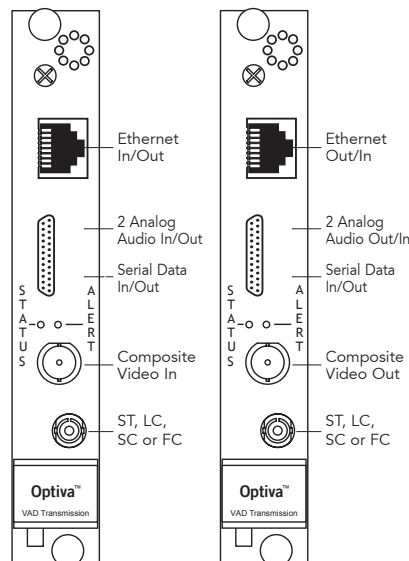 Ethernet
In/Out
2 Analog
Audio In/Out
Serial Data
In/Out
STATUS
ALERT
Composite
Video In
ST, LC,
SC or FC
Optiva™
VAD Transmission
Ethernet
Out/In
2 Analog
Audio Out/In
Serial Data
In/Out
STATUS
ALERT
Composite
Video Out
ST, LC,
SC or FC
Optiva™
VAD Transmission